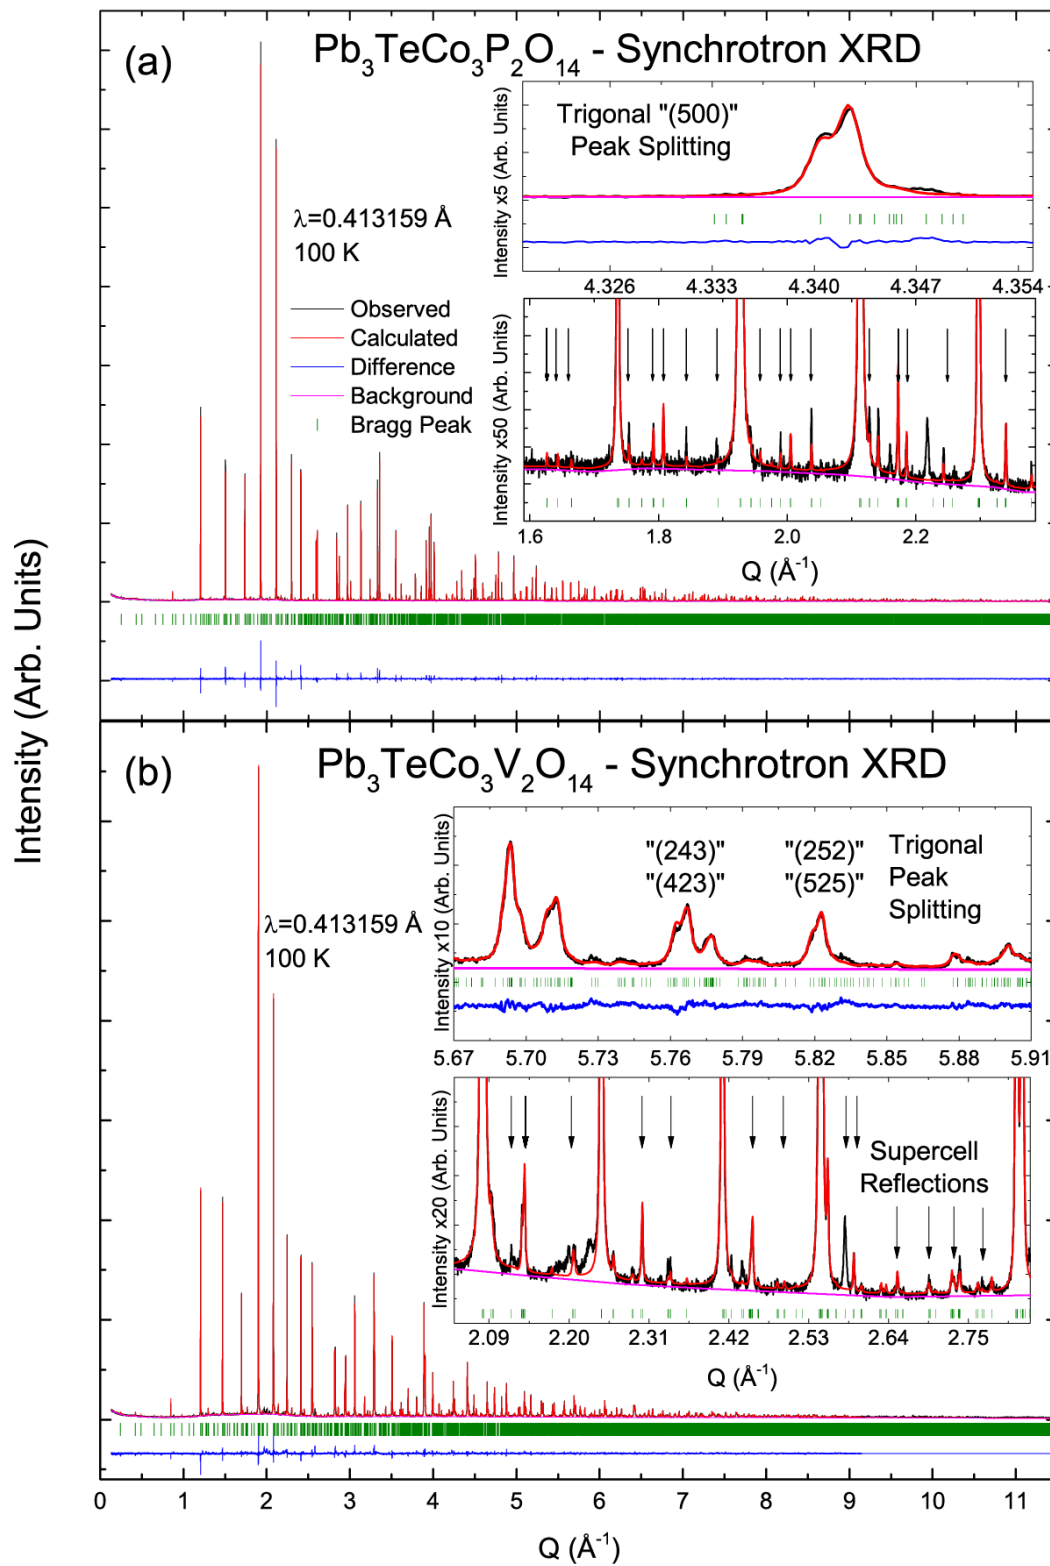 (a)
Pb₃TeCo₃P₂O₁₄ - Synchrotron XRD
Trigonal "(500)"
Peak Splitting
Intensity x5 (Arb. Units)
4.326 4.333 4.340 4.347 4.354
λ=0.413159 Å
100 K
Observed
Calculated
Difference
Background
Bragg Peak
Intensity x50 (Arb. Units)
1.6 1.8 2.0 2.2
Q (Å⁻¹)
Intensity (Arb. Units)
(b)
Pb₃TeCo₃V₂O₁₄ - Synchrotron XRD
"(243)" "(252)" Trigonal
"(423)" "(525)" Peak
Splitting
Intensity x10 (Arb. Units)
5.67 5.70 5.73 5.76 5.79 5.82 5.85 5.88 5.91
λ=0.413159 Å
100 K
Supercell
Reflections
Intensity x20 (Arb. Units)
2.09 2.20 2.31 2.42 2.53 2.64 2.75
Q (Å⁻¹)
0 1 2 3 4 5 6 7 8 9 10 11
Q (Å⁻¹)